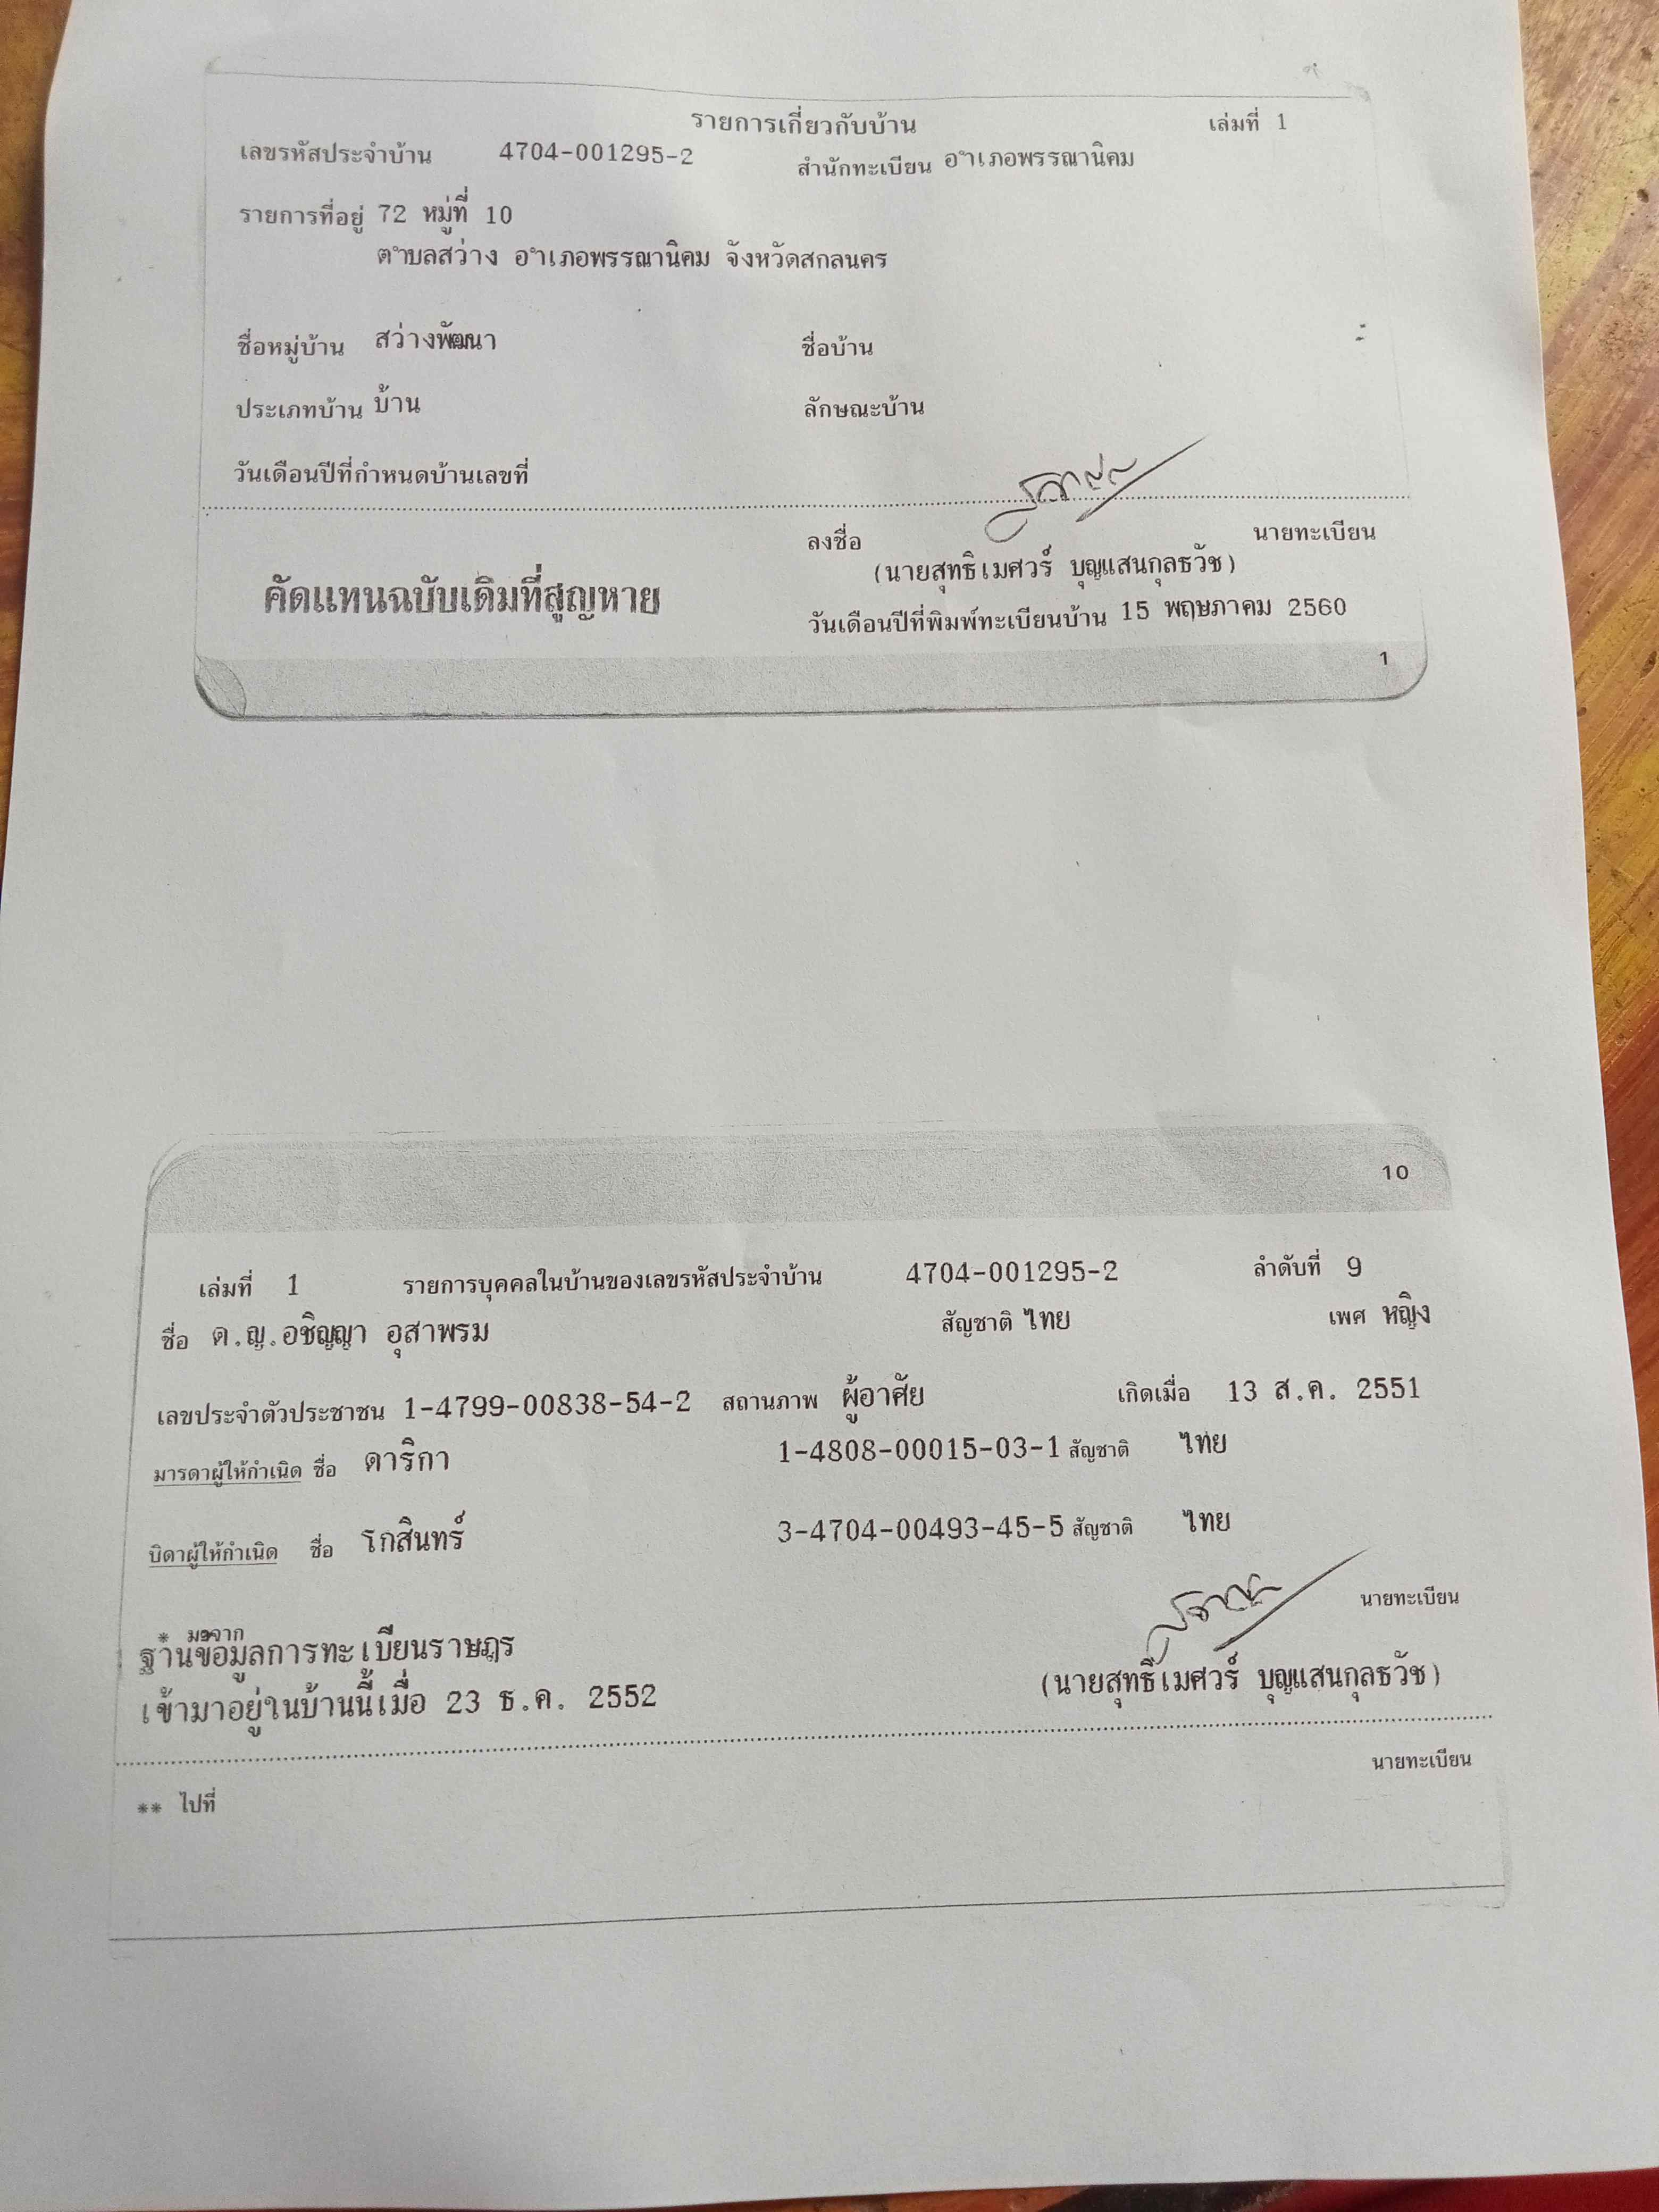 รายการเกี่ยวกับบ้าน เล่มที่ 1
เลขรหัสประจำบ้าน 4704-001295-2 สำนักทะเบียน อำเภอพรรณานิคม
รายการที่อยู่ 72 หมู่ที่ 10
ตำบลสว่าง อำเภอพรรณานิคม จังหวัดสกลนคร
ชื่อหมู่บ้าน สว่างพัฒนา ชื่อบ้าน
ประเภทบ้าน บ้าน ลักษณะบ้าน
วันเดือนปีที่กำหนดบ้านเลขที่
ลงชื่อ นายทะเบียน
(นายสุทธิเมศวร์ บุญแสนกุลธวัช)
คัดแทนฉบับเดิมที่สูญหาย
วันเดือนปีที่พิมพ์ทะเบียนบ้าน 15 พฤษภาคม 2560
1
10
เล่มที่ 1 รายการบุคคลในบ้านของเลขรหัสประจำบ้าน 4704-001295-2 ลำดับที่ 9
ชื่อ ด.ญ.อชิญญา อุสาพรม สัญชาติ ไทย เพศ หญิง
เลขประจำตัวประชาชน 1-4799-00838-54-2 สถานภาพ ผู้อาศัย เกิดเมื่อ 13 ส.ค. 2551
มารดาผู้ให้กำเนิด ชื่อ ดาริกา 1-4808-00015-03-1 สัญชาติ ไทย
บิดาผู้ให้กำเนิด ชื่อ โกสินทร์ 3-4704-00493-45-5 สัญชาติ ไทย
นายทะเบียน
* มาจาก
ฐานข้อมูลการทะเบียนราษฎร
(นายสุทธิเมศวร์ บุญแสนกุลธวัช)
เข้ามาอยู่ในบ้านนี้เมื่อ 23 ธ.ค. 2552
นายทะเบียน
** ไปที่